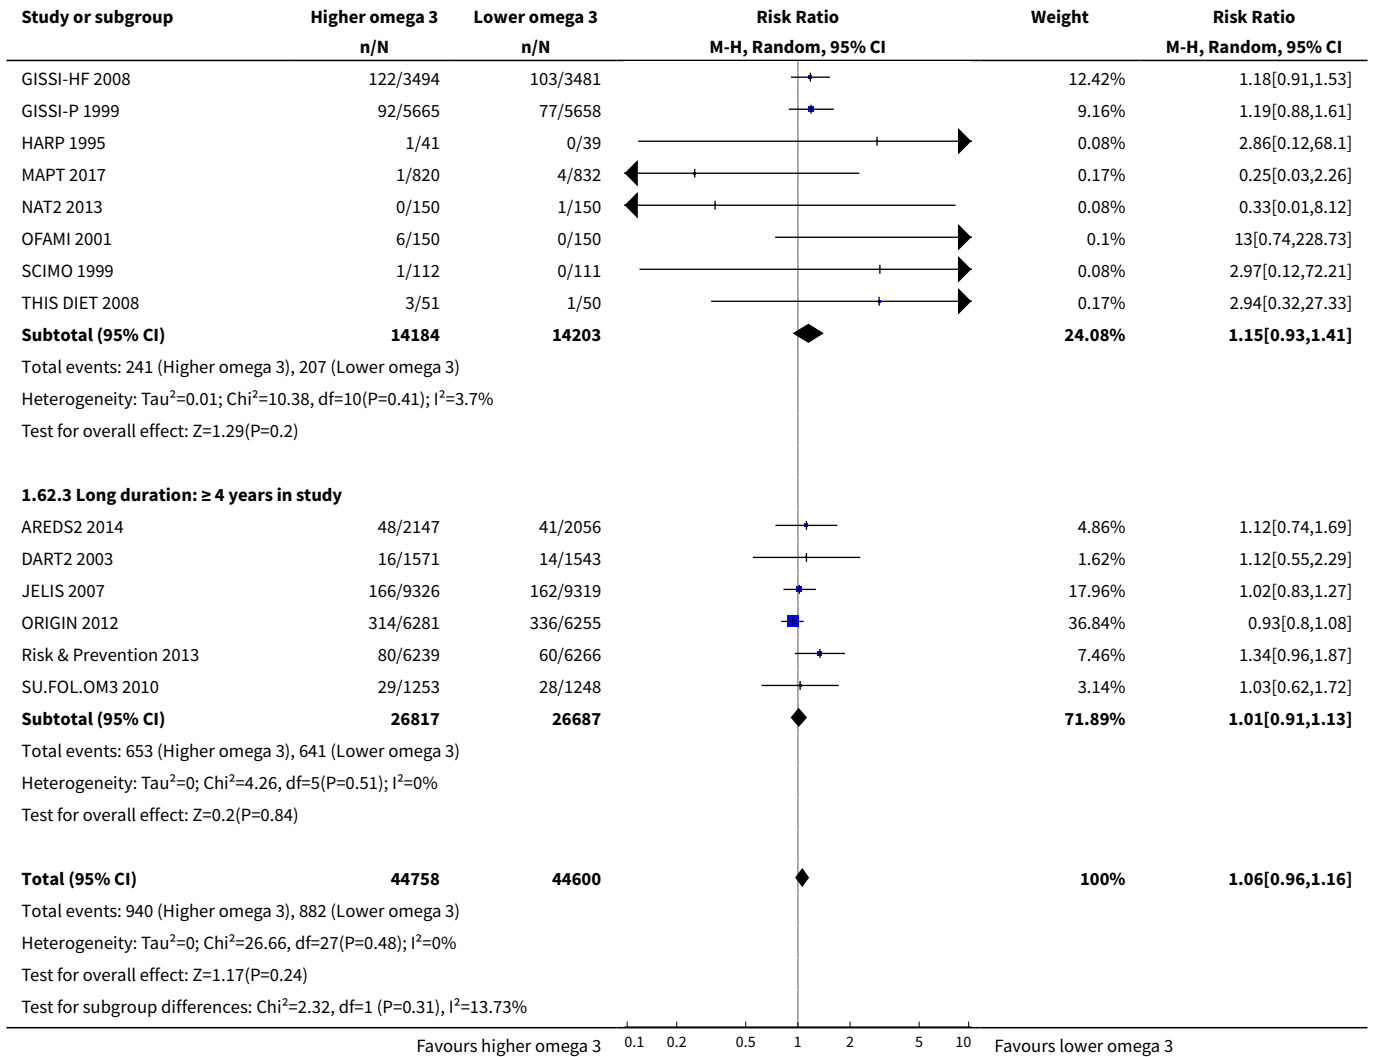 Study or subgroup Higher omega 3 Lower omega 3 Risk Ratio Weight Risk Ratio
n/N n/N M-H, Random, 95% CI M-H, Random, 95% CI
GISSI-HF 2008 122/3494 103/3481 12.42% 1.18[0.91,1.53]
GISSI-P 1999 92/5665 77/5658 9.16% 1.19[0.88,1.61]
HARP 1995 1/41 0/39 0.08% 2.86[0.12,68.1]
MAPT 2017 1/820 4/832 0.17% 0.25[0.03,2.26]
NAT2 2013 0/150 1/150 0.08% 0.33[0.01,8.12]
OFAMI 2001 6/150 0/150 0.1% 13[0.74,228.73]
SCIMO 1999 1/112 0/111 0.08% 2.97[0.12,72.21]
THIS DIET 2008 3/51 1/50 0.17% 2.94[0.32,27.33]
Subtotal (95% CI) 14184 14203 24.08% 1.15[0.93,1.41]
Total events: 241 (Higher omega 3), 207 (Lower omega 3)
Heterogeneity: Tau²=0.01; Chi²=10.38, df=10(P=0.41); I²=3.7%
Test for overall effect: Z=1.29(P=0.2)
1.62.3 Long duration: ≥ 4 years in study
AREDS2 2014 48/2147 41/2056 4.86% 1.12[0.74,1.69]
DART2 2003 16/1571 14/1543 1.62% 1.12[0.55,2.29]
JELIS 2007 166/9326 162/9319 17.96% 1.02[0.83,1.27]
ORIGIN 2012 314/6281 336/6255 36.84% 0.93[0.8,1.08]
Risk & Prevention 2013 80/6239 60/6266 7.46% 1.34[0.96,1.87]
SU.FOL.OM3 2010 29/1253 28/1248 3.14% 1.03[0.62,1.72]
Subtotal (95% CI) 26817 26687 71.89% 1.01[0.91,1.13]
Total events: 653 (Higher omega 3), 641 (Lower omega 3)
Heterogeneity: Tau²=0; Chi²=4.26, df=5(P=0.51); I²=0%
Test for overall effect: Z=0.2(P=0.84)
Total (95% CI) 44758 44600 100% 1.06[0.96,1.16]
Total events: 940 (Higher omega 3), 882 (Lower omega 3)
Heterogeneity: Tau²=0; Chi²=26.66, df=27(P=0.48); I²=0%
Test for overall effect: Z=1.17(P=0.24)
Test for subgroup differences: Chi²=2.32, df=1 (P=0.31), I²=13.73%
Favours higher omega 3 0.1 0.2 0.5 1 2 5 10 Favours lower omega 3